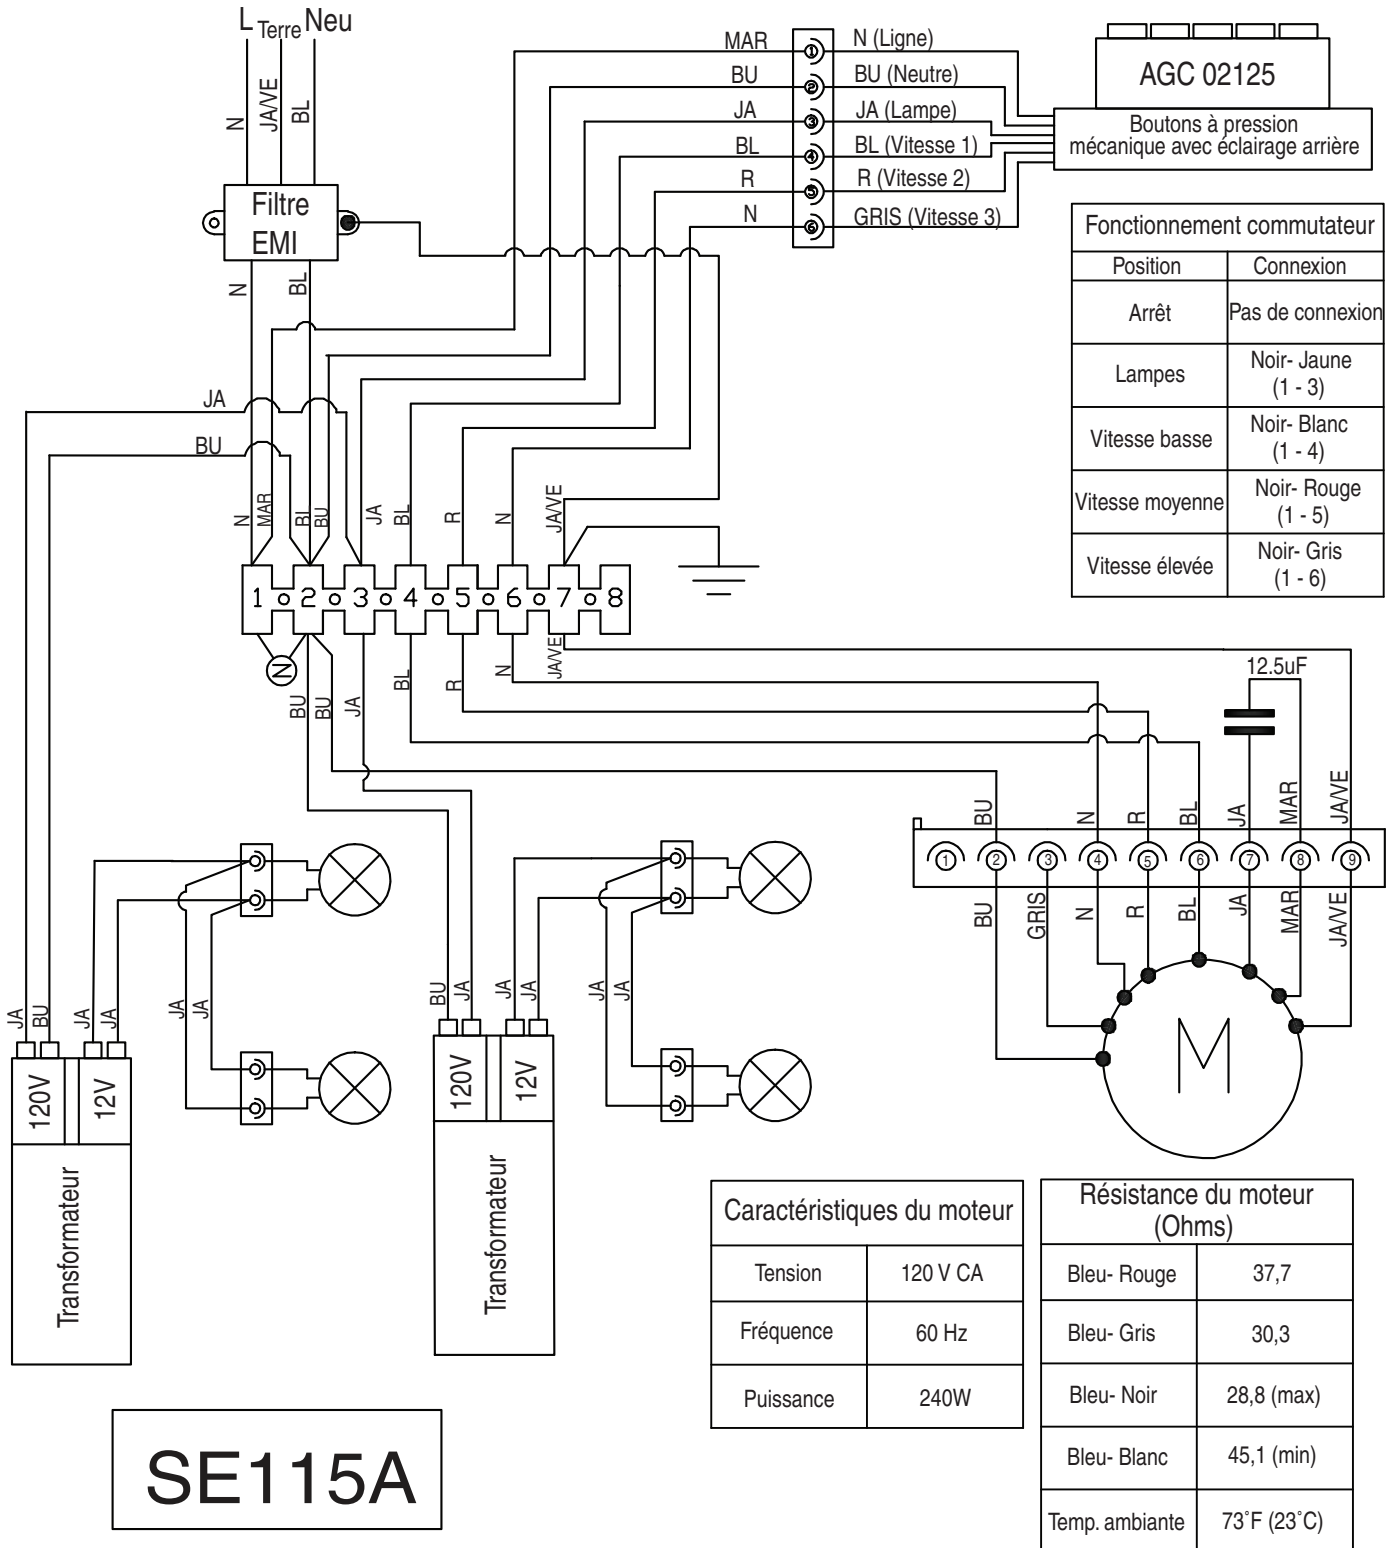 L Terre Neu
N
JA/VE
BL
Filtre
EMI
N
BL
MAR
BU
JA
BL
R
N
1
2
3
4
5
6
N (Ligne)
BU (Neutre)
JA (Lampe)
BL (Vitesse 1)
R (Vitesse 2)
GRIS (Vitesse 3)
AGC 02125
Boutons à pression
mécanique avec éclairage arrière
Fonctionnement commutateur
Position Connexion
Arrêt Pas de connexion
Lampes Noir- Jaune
(1 - 3)
Vitesse basse Noir- Blanc
(1 - 4)
Vitesse moyenne Noir- Rouge
(1 - 5)
Vitesse élevée Noir- Gris
(1 - 6)
JA
BU
N
MAR
BL
BU
JA
BL
R
N
JA/VE
1 2 3 4 5 6 7 8
N
BU
BU
JA
BL
R
N
JA/VE
12.5uF
BU
N
R
BL
JA
MAR
JA/VE
1 2 3 4 5 6 7 8 9
BU
GRIS
N
R
BL
JA
MAR
JA/VE
M
JA
BU
JA
JA
JA
JA
BU
JA
JA
JA
JA
JA
120V
12V
Transformateur
120V
12V
Transformateur
Caractéristiques du moteur
Tension 120 V CA
Fréquence 60 Hz
Puissance 240W
Résistance du moteur
(Ohms)
Bleu- Rouge 37,7
Bleu- Gris 30,3
Bleu- Noir 28,8 (max)
Bleu- Blanc 45,1 (min)
Temp. ambiante 73˚F (23˚C)
SE115A